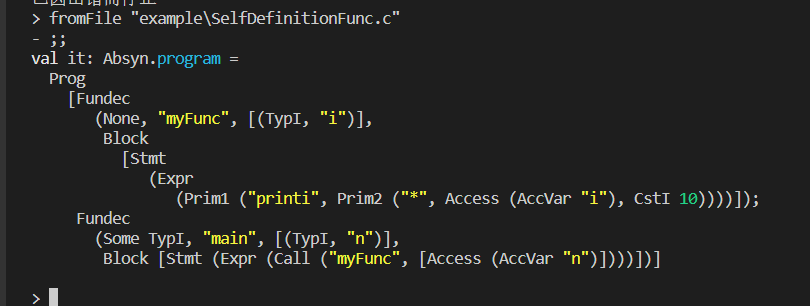 > fromFile "example\SelfDefinitionFunc.c"
- ;;
val it: Absyn.program =
  Prog
    [Fundec
       (None, "myFunc", [(TypI, "i")],
        Block
          [Stmt
             (Expr
                (Prim1 ("printi", Prim2 ("*", Access (AccVar "i"), CstI 10))))]);
     Fundec
       (Some TypI, "main", [(TypI, "n")],
        Block [Stmt (Expr (Call ("myFunc", [Access (AccVar "n")])))])]
>